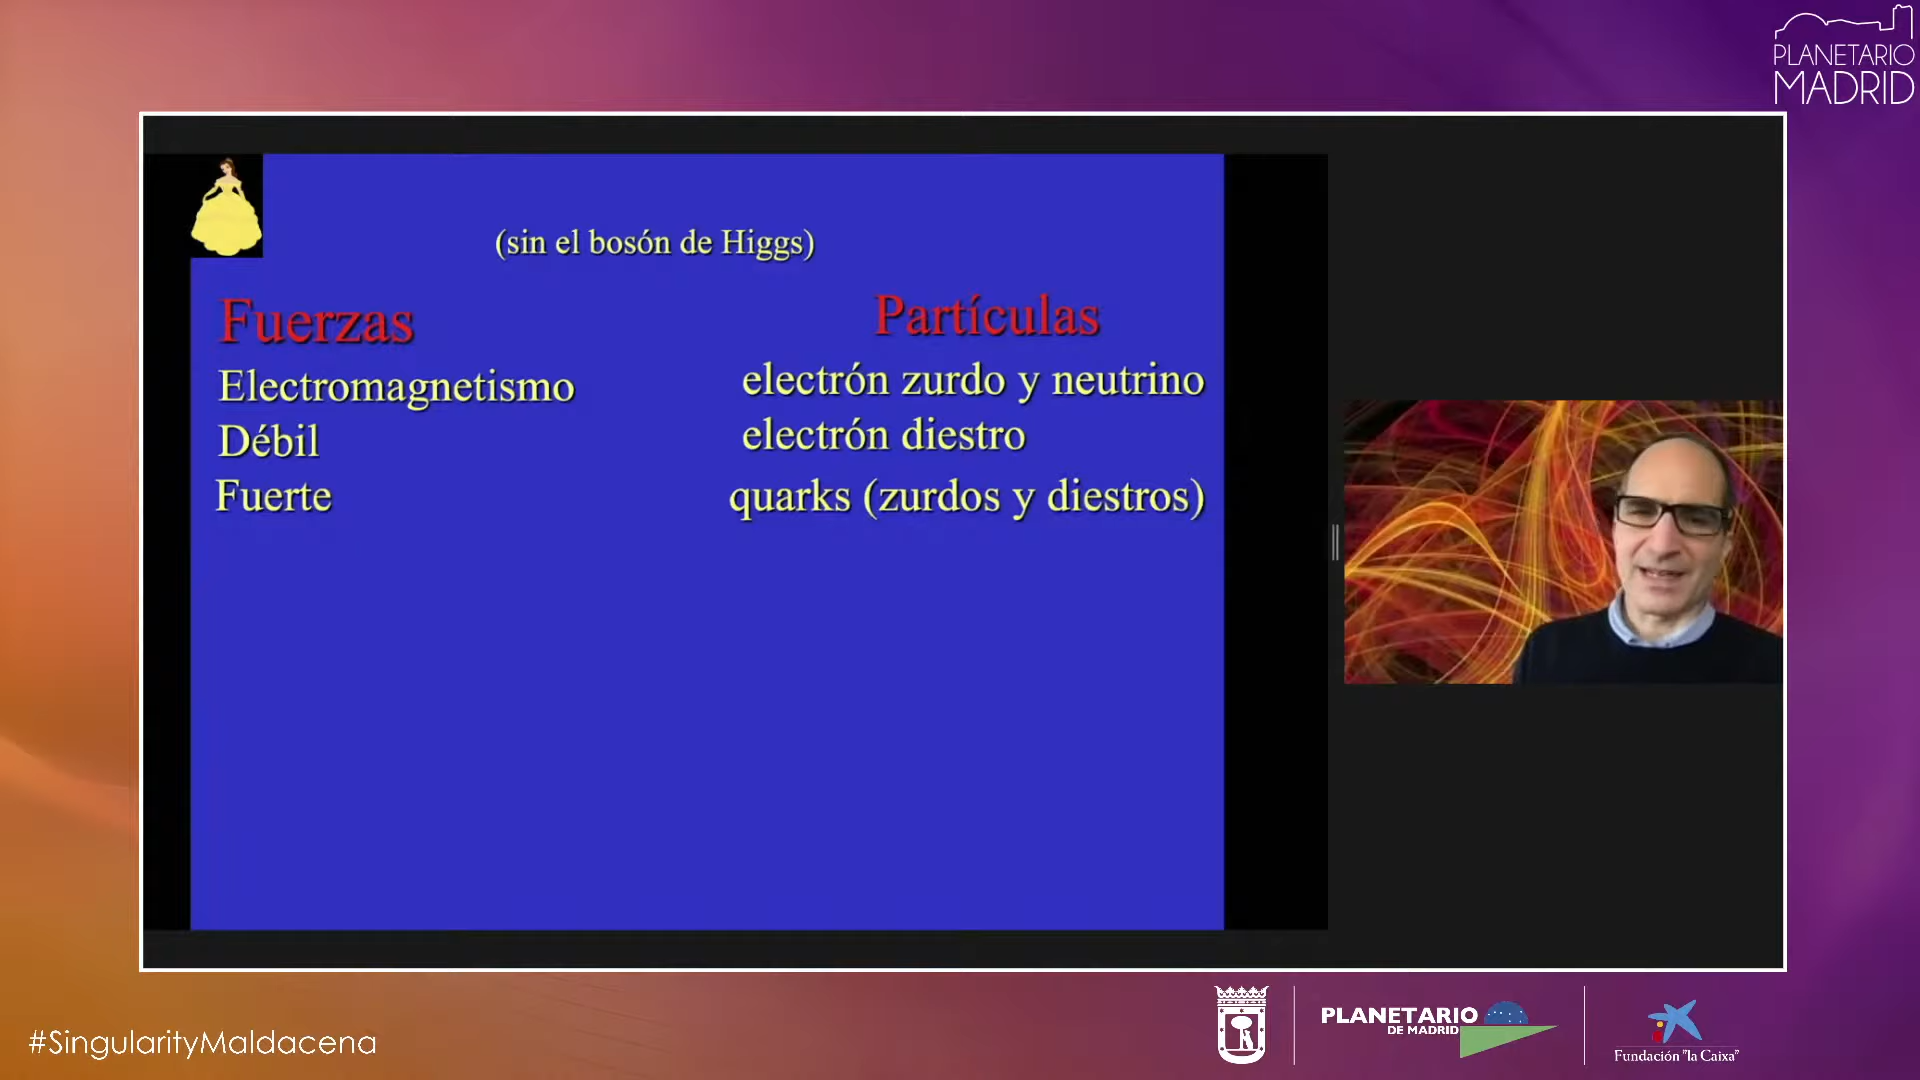 PLANETARIO
MADRID
(sin el bosón de Higgs)
Fuerzas
Partículas
Electromagnetismo
electrón zurdo y neutrino
Débil
electrón diestro
Fuerte
quarks (zurdos y diestros)
#SingularityMaldacena
PLANETARIO
DE MADRID
Fundación "la Caixa"